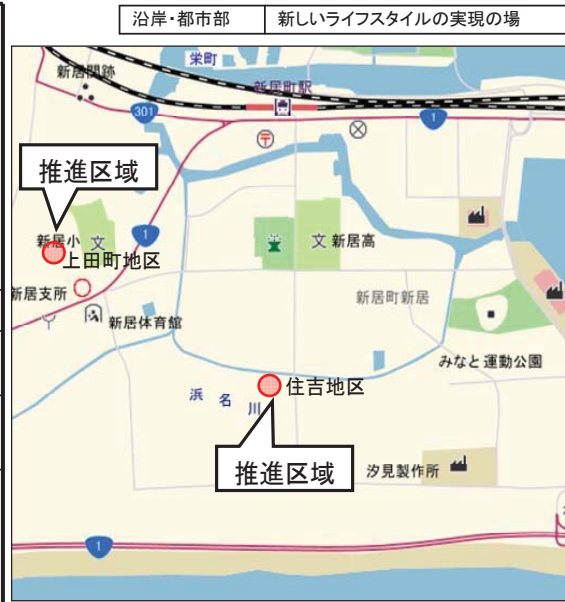 沿岸・都市部 新しいライフスタイルの実現の場
栄町
新居関跡
新居町駅
301
1
推進区域
1
新居小
文
上田町地区
文 新居高
新居支所
新居体育館
新居町新居
みなと運動公園
住吉地区
浜名川
推進区域
汐見製作所
1